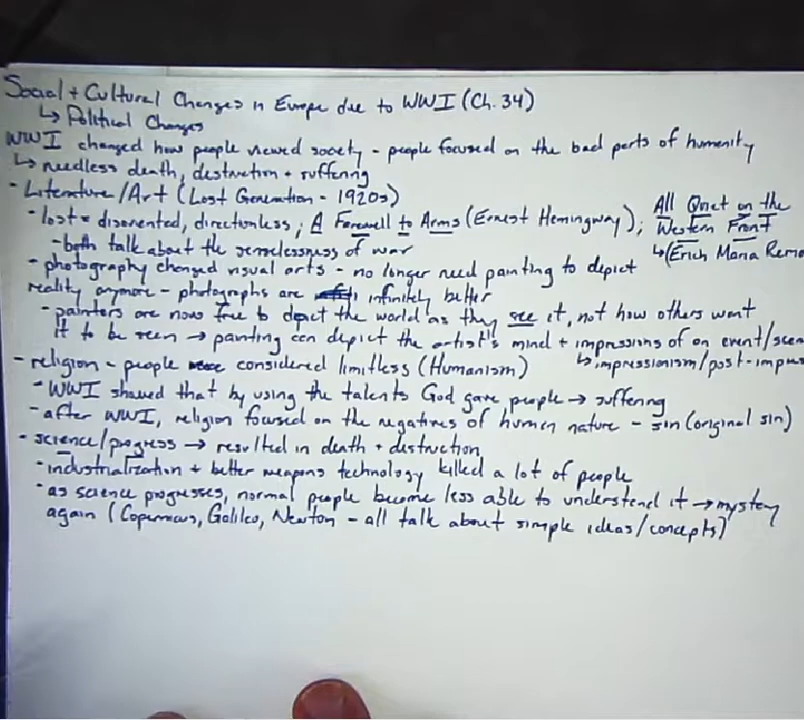 Social + Cultural Changes in Europe due to WWI (Ch. 34)
↳ Political Changes
WWI changed how people viewed society - people focused on the bad parts of humanity
↳ needless death, destruction + suffering
- Literature/Art (Lost Generation - 1920s)
- lost = disoriented, directionless; A Farewell to Arms (Ernest Hemingway); All Quiet on the
Western Front
↳(Erich Maria Rema
- both talk about the senselessness of war
- photography changed visual arts - no longer need painting to depict
reality anymore - photographs are infinitely better
- painters are now free to depict the world as they see it, not how others want
it to be seen → painting can depict the artist's mind + impressions of an event/scen
↳impressionism/post-impres
- religion - people were considered limitless (Humanism)
- WWI showed that by using the talents God gave people → suffering
- after WWI, religion focused on the negatives of human nature - sin (original sin)
- science/progress → resulted in death + destruction
- industrialization + better weapons technology killed a lot of people
- as science progresses, normal people become less able to understand it → mystery
again (Copernicus, Galileo, Newton - all talk about simple ideas/concepts)